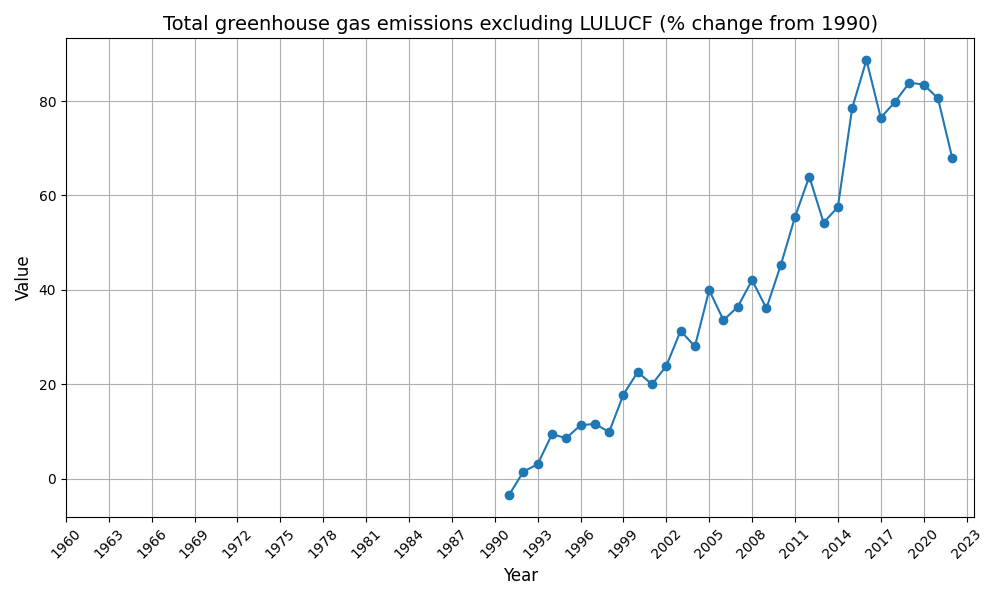 Total greenhouse gas emissions excluding LULUCF (% change from 1990)
Value
80
60
40
20
0
1960 1963 1966 1969 1972 1975 1978 1981 1984 1987 1990 1993 1996 1999 2002 2005 2008 2011 2014 2017 2020 2023
Year